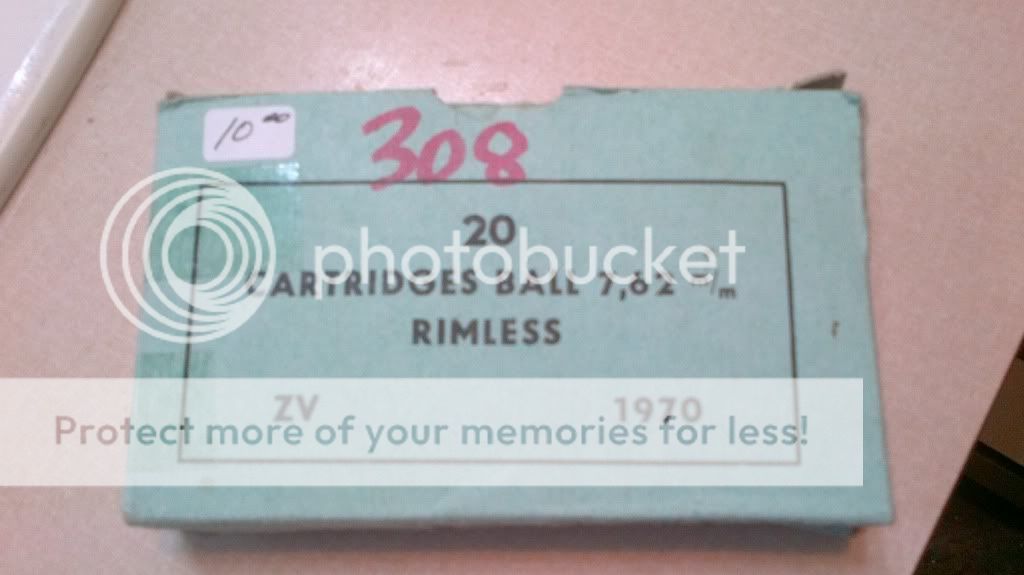 10⁰⁰
308
20
photobucket
CARTRIDGES BALL 7,62 m/m
RIMLESS
ZV 1970
Protect more of your memories for less!